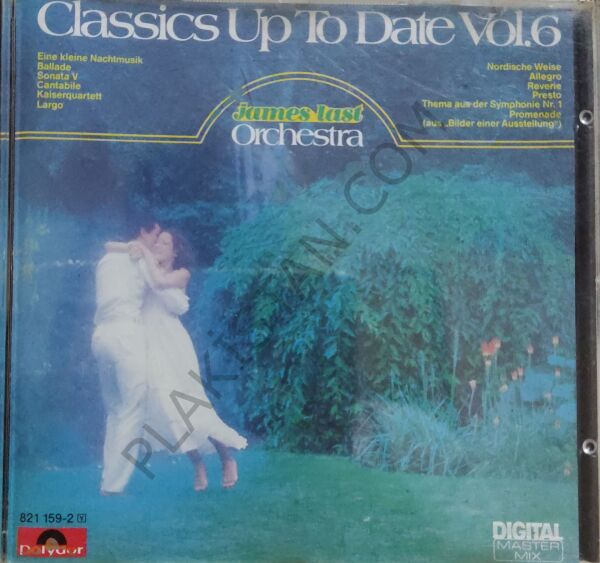 Classics Up To Date Vol.6
Eine kleine Nachtmusik
Ballade
Sonata V
Cantabile
Kaiserquartett
Largo
Nordische Weise
Allegro
Reverie
Presto
Thema aus der Symphonie Nr. 1
Promenade
(aus „Bilder einer Ausstellung“)
James Last
Orchestra
PLAKISTAN.COM
821 159-2 Y
Polydor
DIGITAL
MASTER
MIX